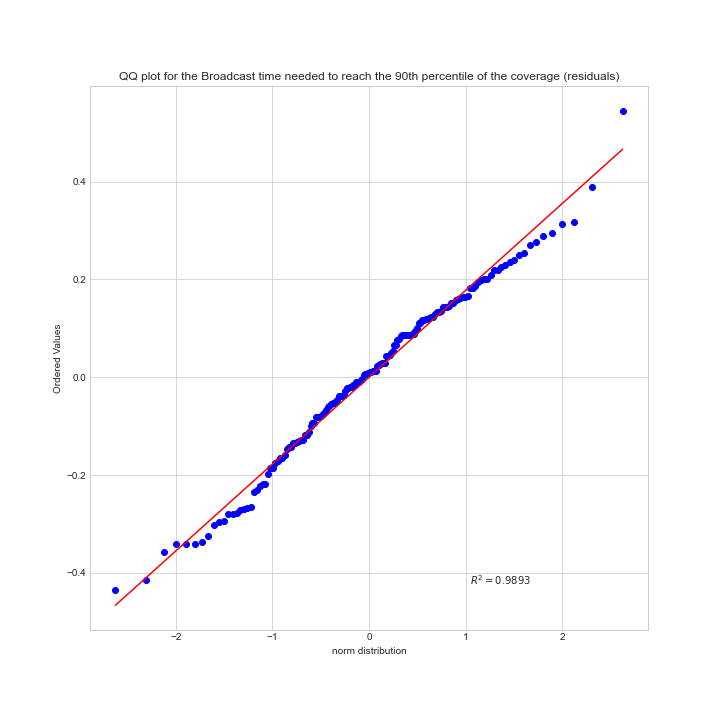 QQ plot for the Broadcast time needed to reach the 90th percentile of the coverage (residuals)
Ordered Values
0.4
0.2
0.0
−0.2
−0.4
R² = 0.9893
−2
−1
0
1
2
norm distribution